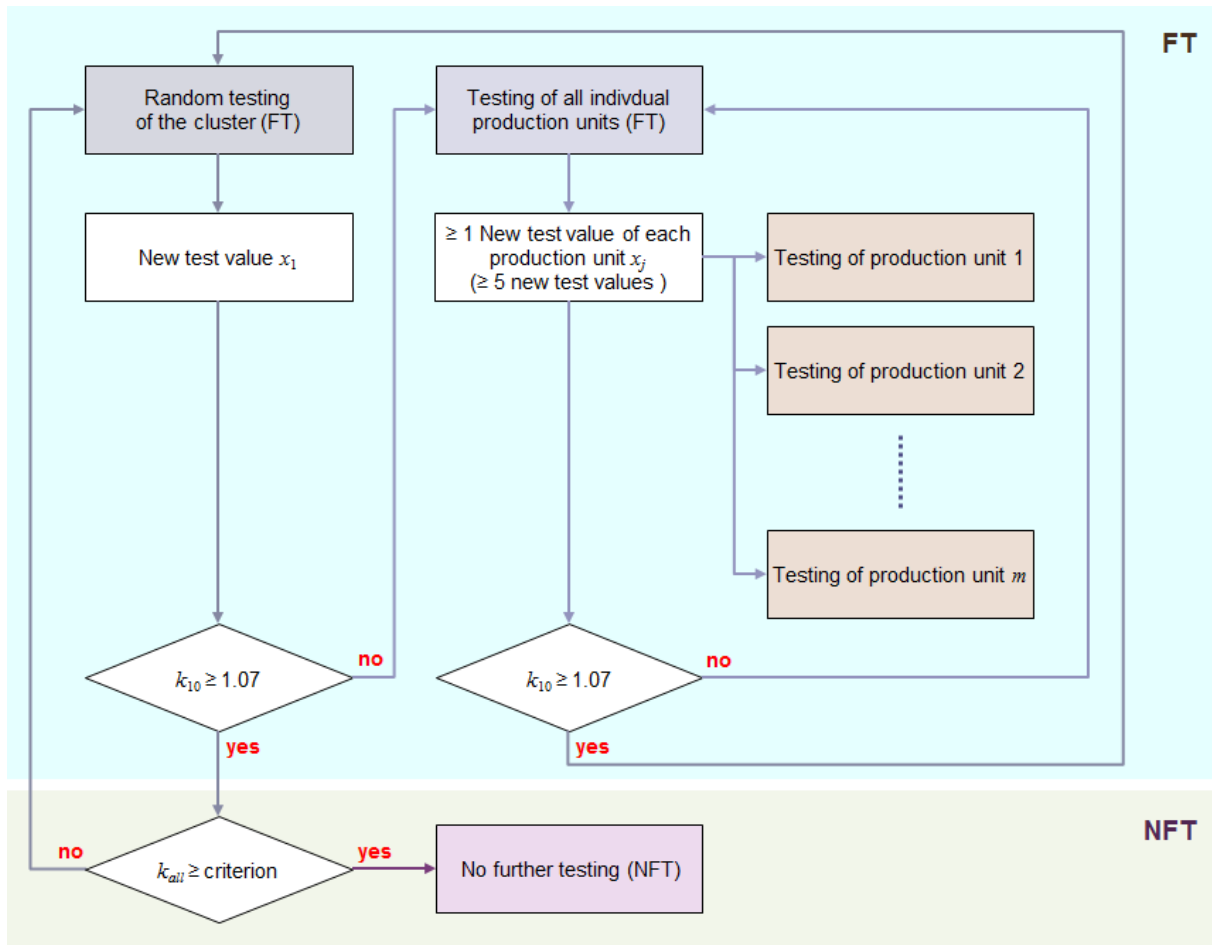 FT
Random testing
of the cluster (FT)
Testing of all indivdual
production units (FT)
New test value x₁
≥ 1 New test value of each
production unit xⱼ
(≥ 5 new test values )
Testing of production unit 1
Testing of production unit 2
Testing of production unit m
k₁₀ ≥ 1.07
no
yes
k₁₀ ≥ 1.07
no
yes
NFT
k_all ≥ criterion
no
yes
No further testing (NFT)